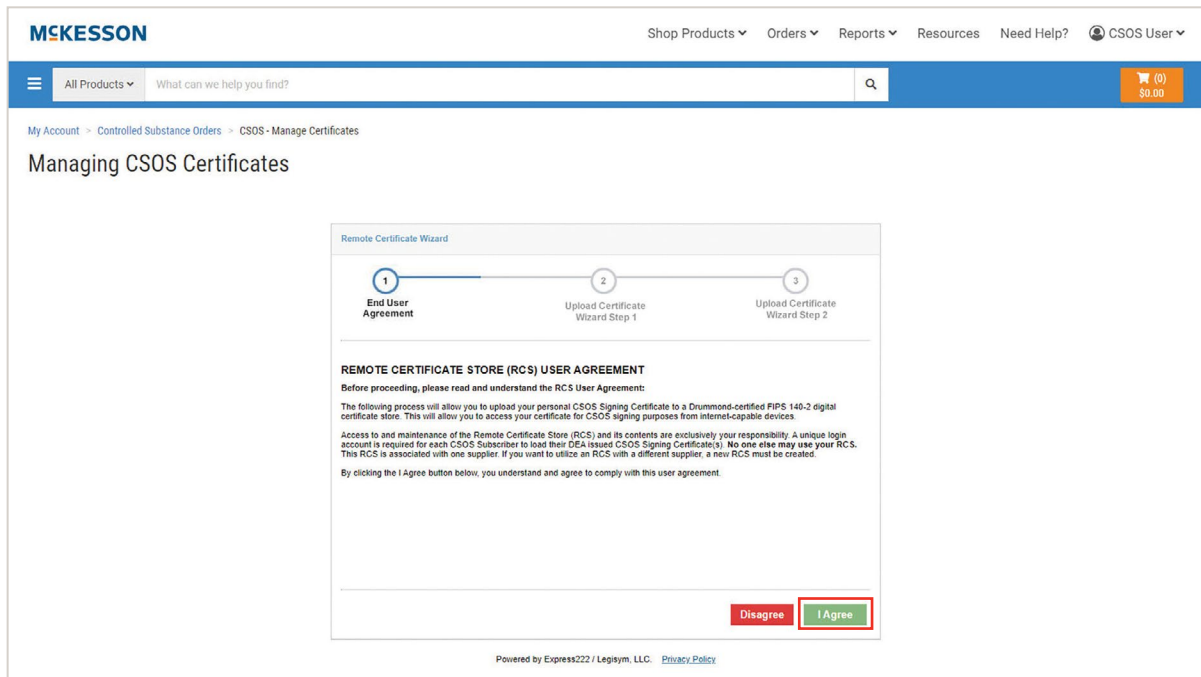 MCKESSON
Shop Products Orders Reports Resources Need Help? CSOS User
All Products What can we help you find? (0)
$0.00
My Account > Controlled Substance Orders > CSOS - Manage Certificates
Managing CSOS Certificates
Remote Certificate Wizard
1 2 3
End User Agreement
Upload Certificate Wizard Step 1
Upload Certificate Wizard Step 2
REMOTE CERTIFICATE STORE (RCS) USER AGREEMENT
Before proceeding, please read and understand the RCS User Agreement:
The following process will allow you to upload your personal CSOS Signing Certificate to a Drummond-certified FIPS 140-2 digital
certificate store. This will allow you to access your certificate for CSOS signing purposes from internet-capable devices.
Access to and maintenance of the Remote Certificate Store (RCS) and its contents are exclusively your responsibility. A unique login
account is required for each CSOS Subscriber to load their DEA issued CSOS Signing Certificate(s). No one else may use your RCS.
This RCS is associated with one supplier. If you want to utilize an RCS with a different supplier, a new RCS must be created.
By clicking the I Agree button below, you understand and agree to comply with this user agreement.
Disagree I Agree
Powered by Express222 / Legisym, LLC. Privacy Policy